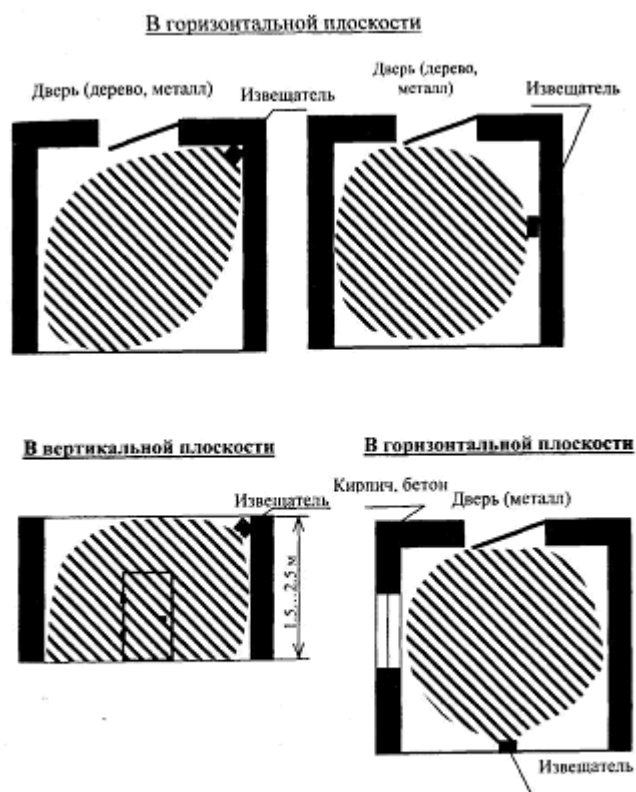 В горизонтальной плоскости
Дверь (дерево, металл)
Извещатель
Дверь (дерево,
металл)
Извещатель
В вертикальной плоскости
В горизонтальной плоскости
Извещатель
1,5...2,5 м
Кирпич, бетон
Дверь (металл)
Извещатель